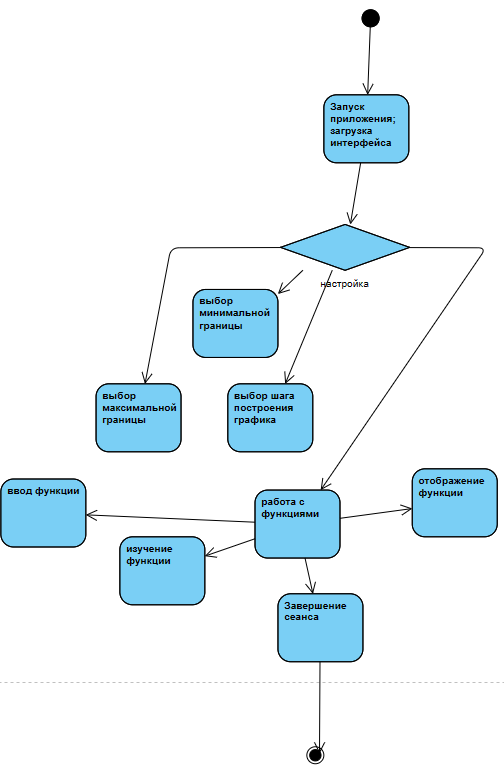 Запуск
приложения;
загрузка
интерфейса
настройка
выбор
минимальной
границы
выбор
максимальной
границы
выбор шага
построения
графика
отображение
функции
ввод функции
работа с
функциями
изучение
функции
Завершение
сеанса